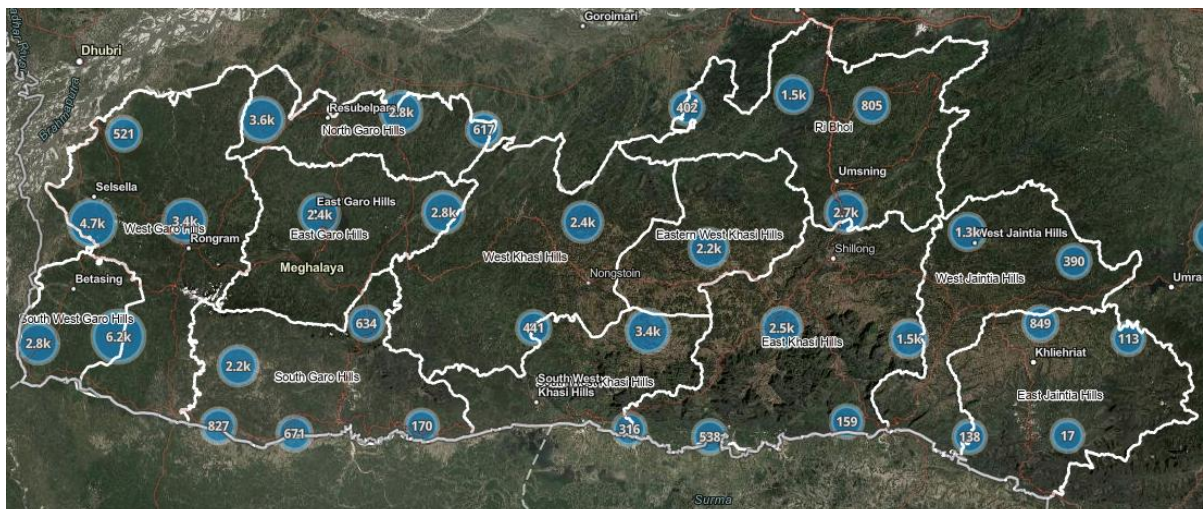 Goroimari
Dhubri
Brahmaputra
1.5k
402
805
3.6k
2.8k
Resubelpara
North Garo Hills
617
521
Ri Bhoi
Selsella
Umsning
East Garo Hills
4.7k
3.4k
2.4k
2.8k
2.4k
2.7k
West Garo Hills
East Garo Hills
Eastern West Khasi Hills
1.3k
West Jaintia Hills
Rongram
West Khasi Hills
2.2k
Shillong
390
Meghalaya
Nongstoin
West Jaintia Hills
Betasing
South West Garo Hills
634
441
3.4k
2.5k
1.5k
849
113
2.8k
6.2k
East Khasi Hills
Khliehriat
2.2k
South Garo Hills
South West
Khasi Hills
Khasi Hills
East Jaintia Hills
827
671
170
316
538
159
138
17
Surma